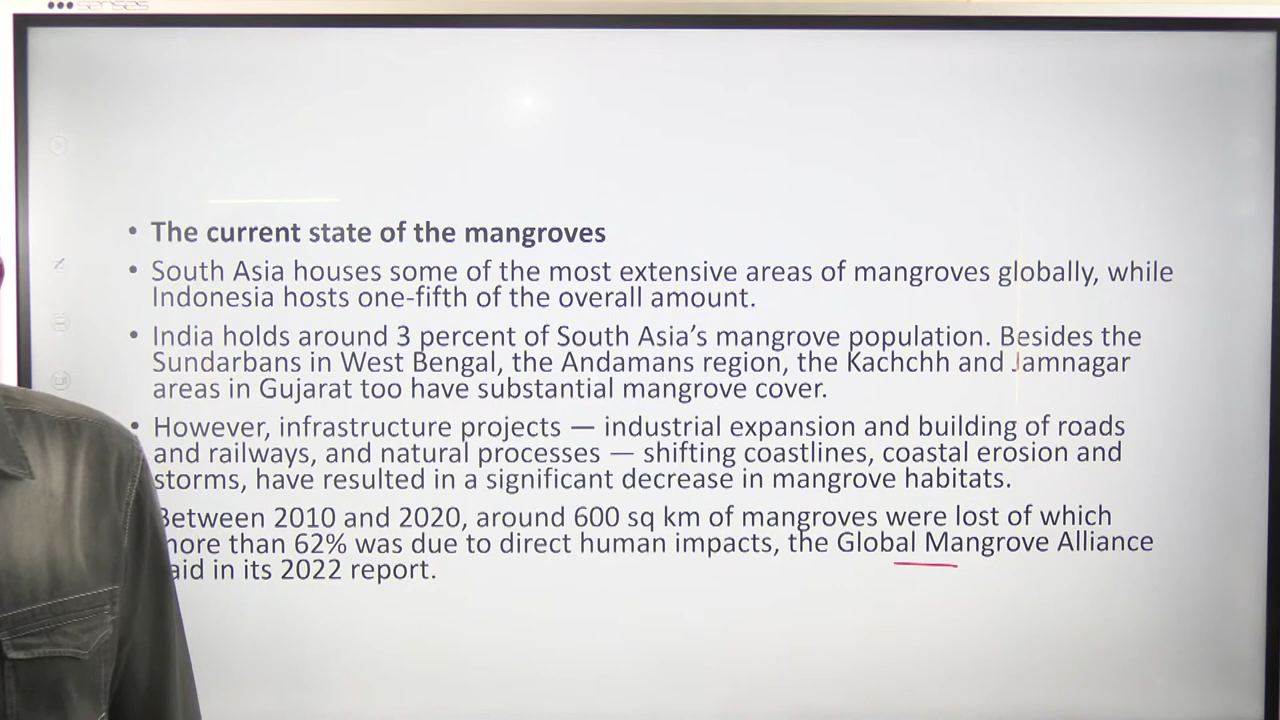 senses
• The current state of the mangroves
• South Asia houses some of the most extensive areas of mangroves globally, while
Indonesia hosts one-fifth of the overall amount.
• India holds around 3 percent of South Asia's mangrove population. Besides the
Sundarbans in West Bengal, the Andamans region, the Kachchh and Jamnagar
areas in Gujarat too have substantial mangrove cover.
• However, infrastructure projects — industrial expansion and building of roads
and railways, and natural processes — shifting coastlines, coastal erosion and
storms, have resulted in a significant decrease in mangrove habitats.
Between 2010 and 2020, around 600 sq km of mangroves were lost of which
more than 62% was due to direct human impacts, the Global Mangrove Alliance
said in its 2022 report.